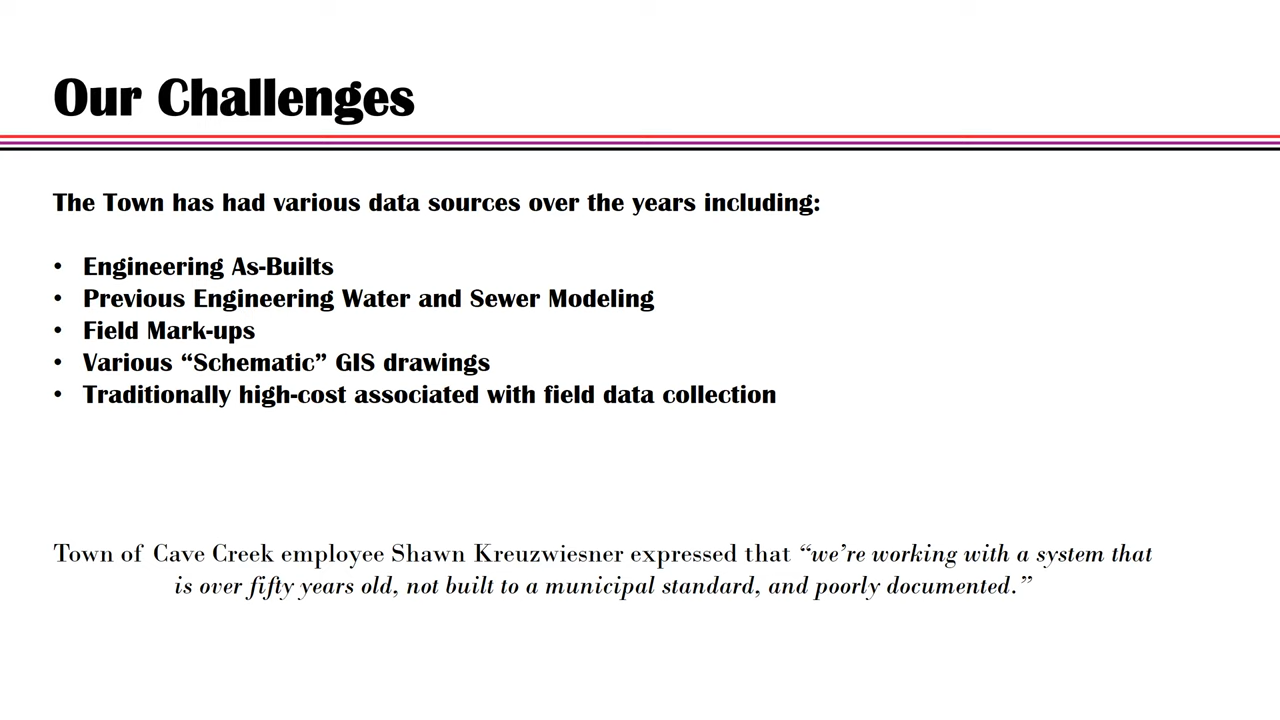 Our Challenges
The Town has had various data sources over the years including:
• Engineering As-Builts
• Previous Engineering Water and Sewer Modeling
• Field Mark-ups
• Various “Schematic” GIS drawings
• Traditionally high-cost associated with field data collection
Town of Cave Creek employee Shawn Kreuzwiesner expressed that “we’re working with a system that
is over fifty years old, not built to a municipal standard, and poorly documented.”